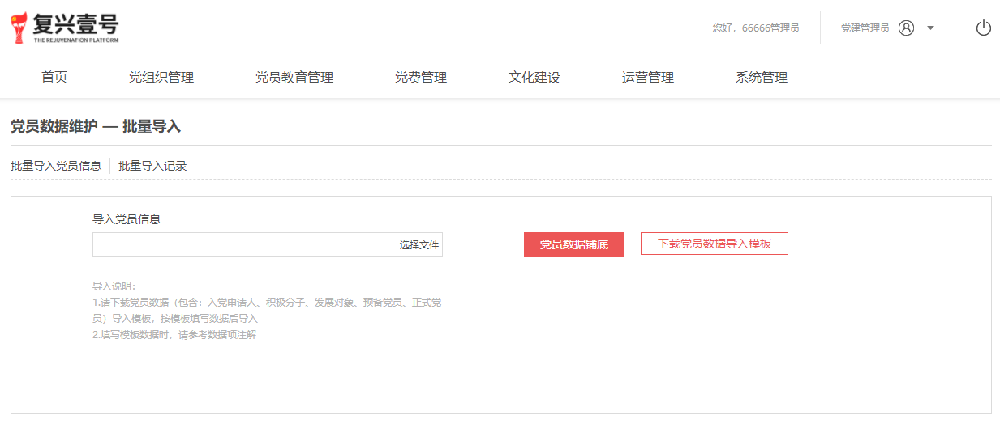 复兴壹号
THE REJUVENATION PLATFORM
您好，66666管理员
党建管理员
首页 党组织管理 党员教育管理 党费管理 文化建设 运营管理 系统管理
党员数据维护 — 批量导入
批量导入党员信息 批量导入记录
导入党员信息
选择文件 党员数据铺底 下载党员数据导入模板
导入说明：
1.请下载党员数据（包含：入党申请人、积极分子、发展对象、预备党员、正式党
员）导入模板，按模板填写数据后导入
2.填写模板数据时，请参考数据项注解